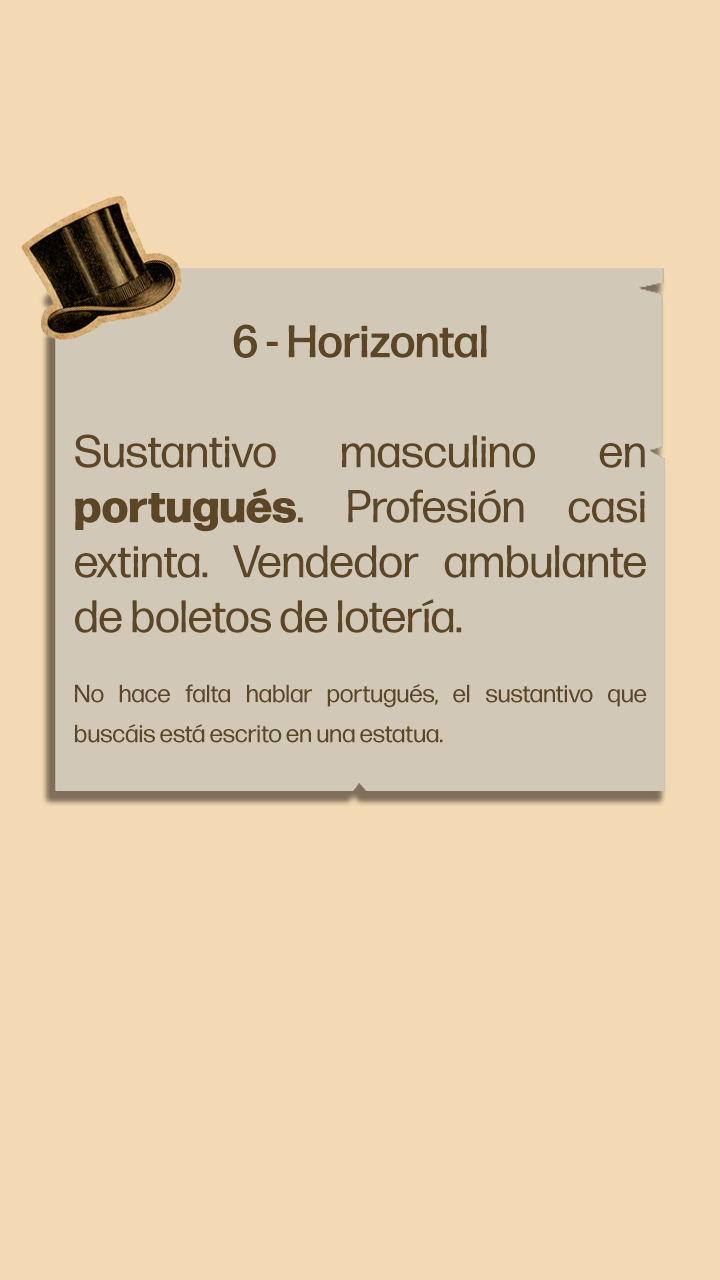 6 - Horizontal
Sustantivo masculino en
portugués. Profesión casi
extinta. Vendedor ambulante
de boletos de lotería.
No hace falta hablar portugués, el sustantivo que
buscáis está escrito en una estatua.